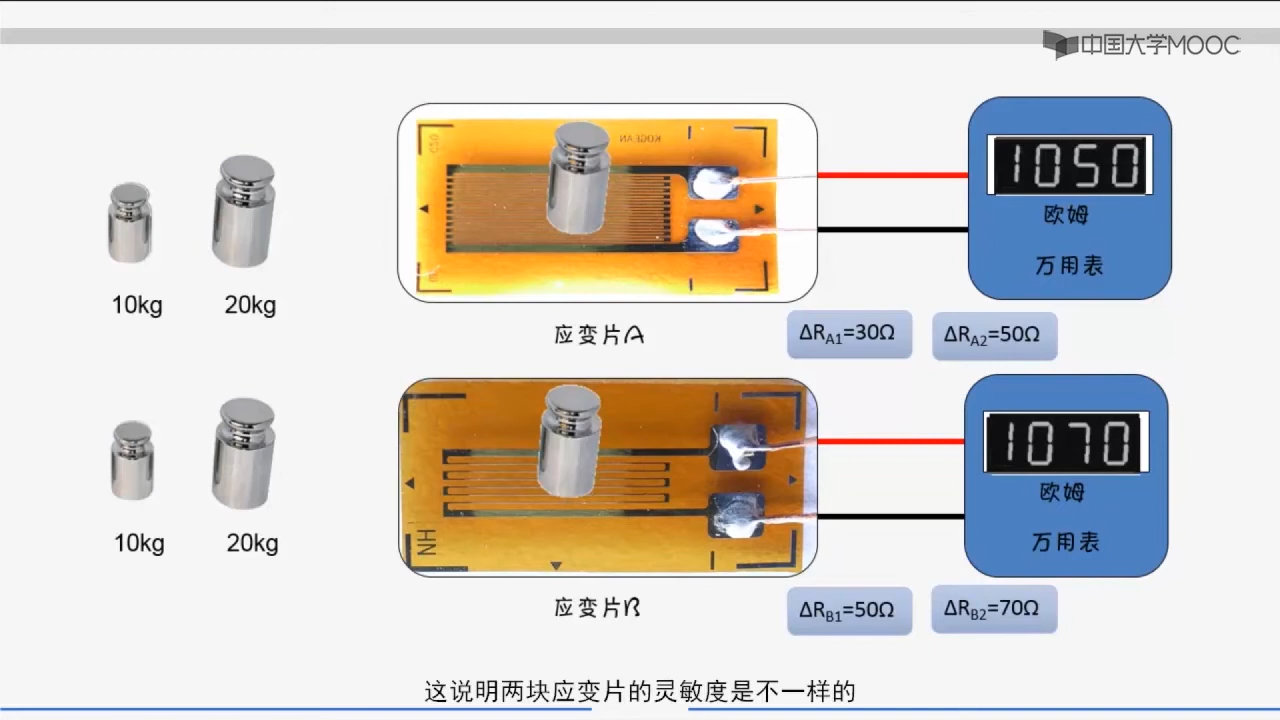 中国大学MOOC
KOGEAN
1050
欧姆
万用表
10kg
20kg
应变片A
ΔRA1=30Ω
ΔRA2=50Ω
1070
欧姆
万用表
HN
10kg
20kg
应变片B
ΔRB1=50Ω
ΔRB2=70Ω
这说明两块应变片的灵敏度是不一样的